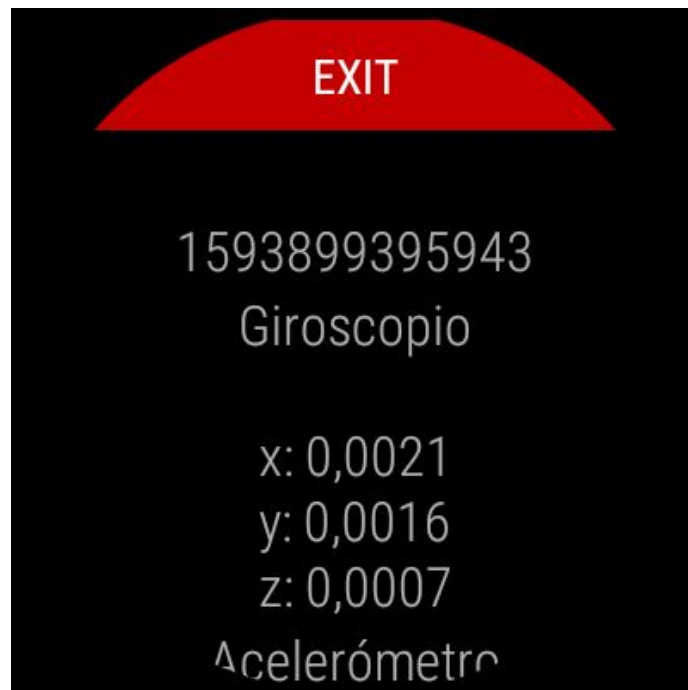 EXIT
1593899395943
Giroscopio
x: 0,0021
y: 0,0016
z: 0,0007
Acelerómetro